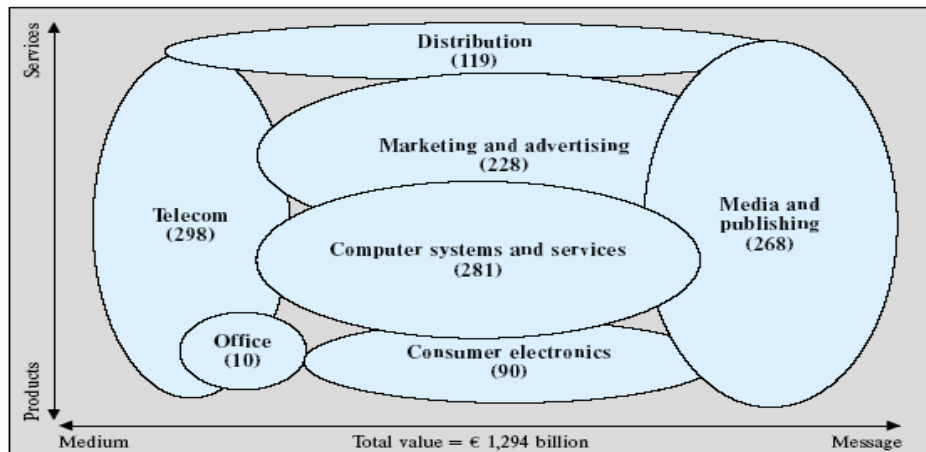 Services
Distribution
(119)
Marketing and advertising
(228)
Telecom
(298)
Media and
publishing
(268)
Computer systems and services
(281)
Office
(10)
Consumer electronics
(90)
Products
Medium
Total value = € 1,294 billion
Message